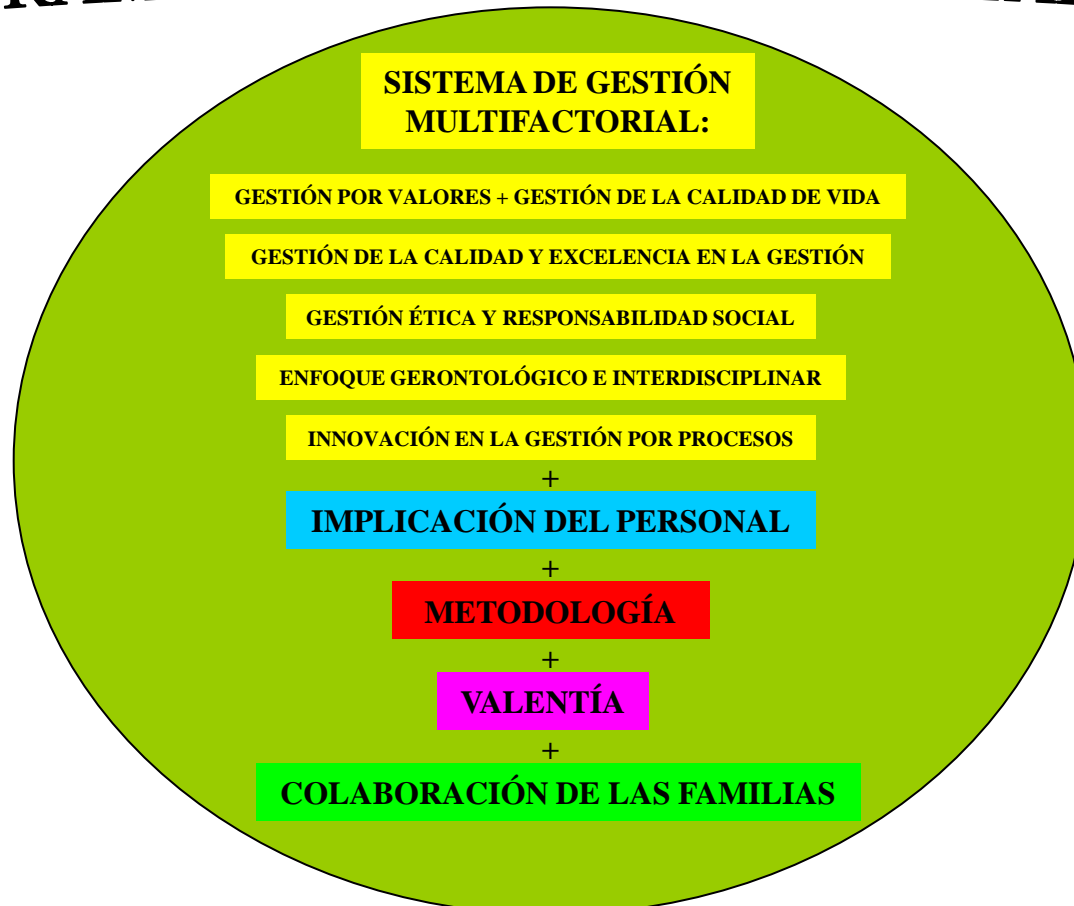 SISTEMA DE GESTIÓN
MULTIFACTORIAL:
GESTIÓN POR VALORES + GESTIÓN DE LA CALIDAD DE VIDA
GESTIÓN DE LA CALIDAD Y EXCELENCIA EN LA GESTIÓN
GESTIÓN ÉTICA Y RESPONSABILIDAD SOCIAL
ENFOQUE GERONTOLÓGICO E INTERDISCIPLINAR
INNOVACIÓN EN LA GESTIÓN POR PROCESOS
+
IMPLICACIÓN DEL PERSONAL
+
METODOLOGÍA
+
VALENTÍA
+
COLABORACIÓN DE LAS FAMILIAS